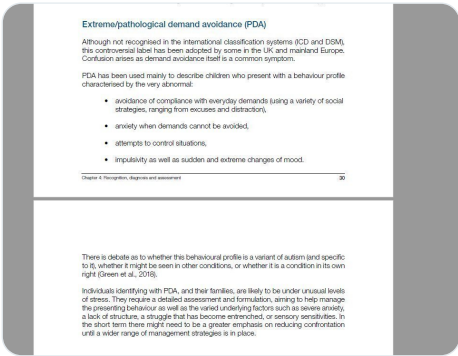 Extreme/pathological demand avoidance (PDA)
Although not recognised in the international classification systems (ICD and DSM),
this controversial label has been adopted by some in the UK and mainland Europe.
Confusion arises as demand avoidance itself is a common symptom.
PDA has been used mainly to describe children who present with a behaviour profile
characterised by the very abnormal:
• avoidance of compliance with everyday demands (using a variety of social
strategies, ranging from excuses and distraction),
• anxiety when demands cannot be avoided,
• attempts to control situations,
• impulsivity as well as sudden and extreme changes of mood.
Chapter 4: Recognition, diagnosis and assessment 30
There is debate as to whether this behavioural profile is a variant of autism (and specific
to it), whether it might be seen in other conditions, or whether it is a condition in its own
right (Green et al., 2018).
Individuals identifying with PDA, and their families, are likely to be under unusual levels
of stress. They require a detailed assessment and formulation, aiming to help manage
the presenting behaviour as well as the varied underlying factors such as severe anxiety,
a lack of structure, a struggle that has become entrenched, or sensory sensitivities. In
the short term there might need to be a greater emphasis on reducing confrontation
until a wider range of management strategies is in place.